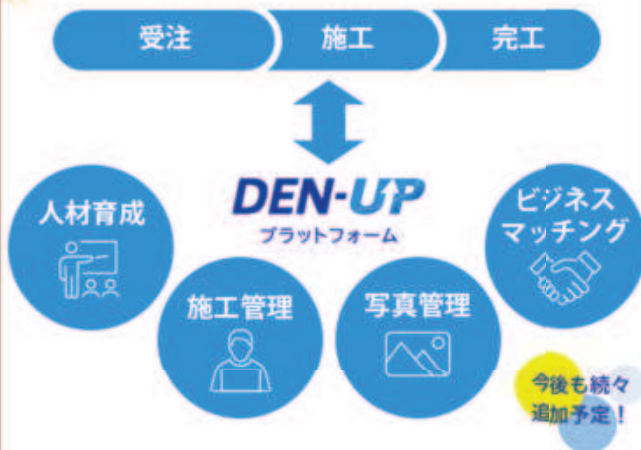 受注
施工
完工
DEN-UP
プラットフォーム
人材育成
施工管理
写真管理
ビジネス
マッチング
今後も続々
追加予定！